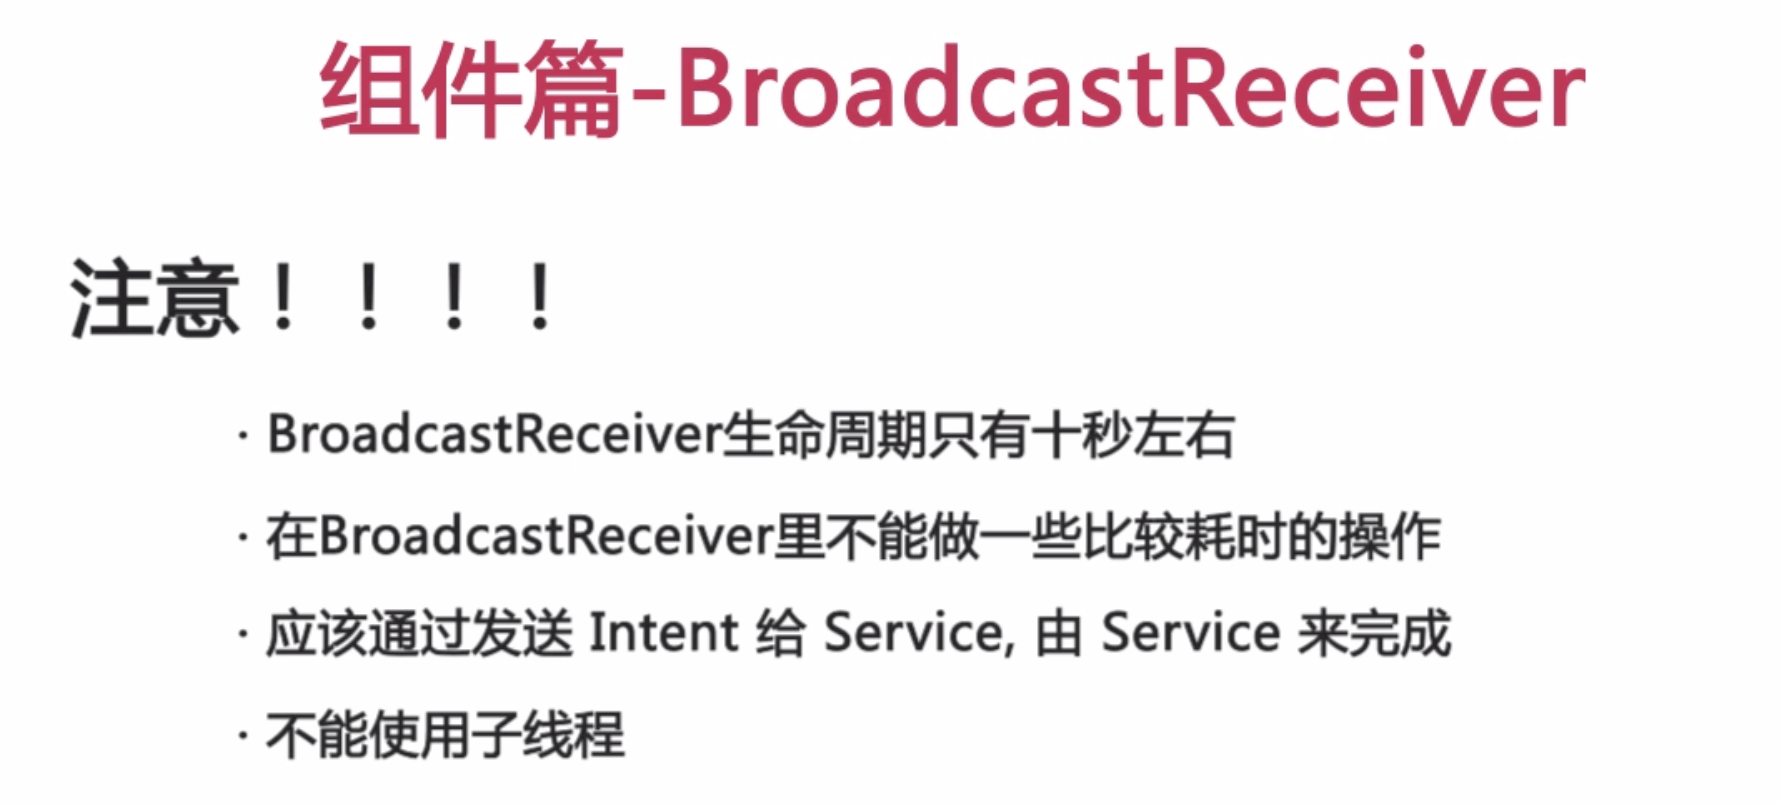 组件篇-BroadcastReceiver
注意！！！！
· BroadcastReceiver生命周期只有十秒左右
· 在BroadcastReceiver里不能做一些比较耗时的操作
· 应该通过发送 Intent 给 Service, 由 Service 来完成
· 不能使用子线程